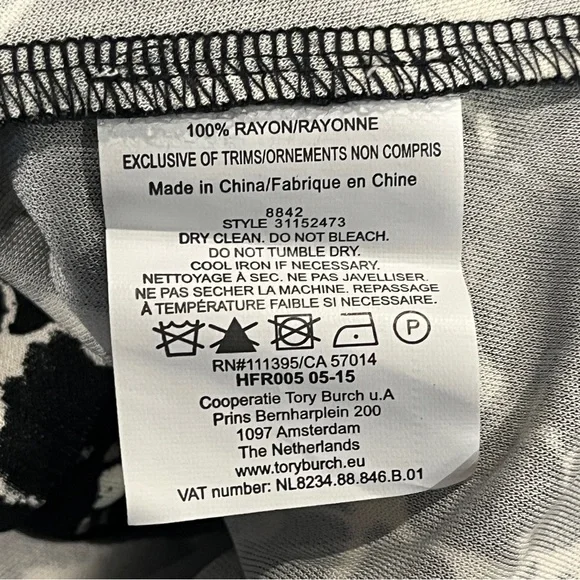 100% RAYON/RAYONNE
EXCLUSIVE OF TRIMS/ORNEMENTS NON COMPRIS
Made in China/Fabrique en Chine
8842
STYLE 31152473
DRY CLEAN. DO NOT BLEACH.
DO NOT TUMBLE DRY.
COOL IRON IF NECESSARY.
NETTOYAGE À SEC. NE PAS JAVELLISER.
NE PAS SECHER LA MACHINE. REPASSAGE
À TEMPÉRATURE FAIBLE SI NECESSAIRE.
P
RN#111395/CA 57014
HFR005 05-15
Cooperatie Tory Burch u.A
Prins Bernharplein 200
1097 Amsterdam
The Netherlands
www.toryburch.eu
VAT number: NL8234.88.846.B.01